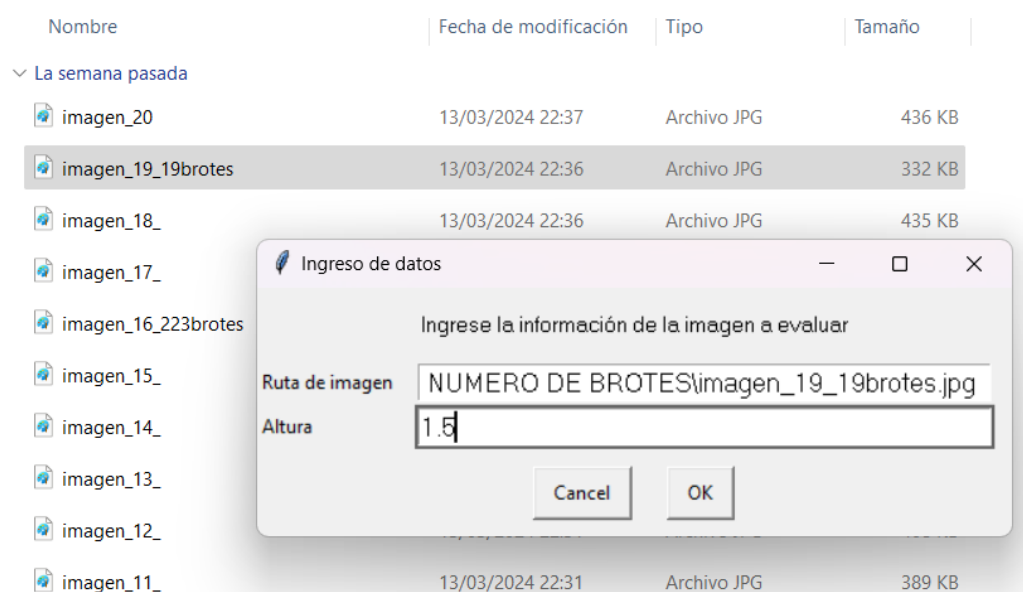 Nombre Fecha de modificación Tipo Tamaño
La semana pasada
imagen_20 13/03/2024 22:37 Archivo JPG 436 KB
imagen_19_19brotes 13/03/2024 22:36 Archivo JPG 332 KB
imagen_18_ 13/03/2024 22:36 Archivo JPG 435 KB
imagen_17_
imagen_16_223brotes
imagen_15_
imagen_14_
imagen_13_
imagen_12_
imagen_11_ 13/03/2024 22:31 Archivo JPG 389 KB
Ingreso de datos
Ingrese la información de la imagen a evaluar
Ruta de imagen NUMERO DE BROTES\imagen_19_19brotes.jpg
Altura 1.5
Cancel OK